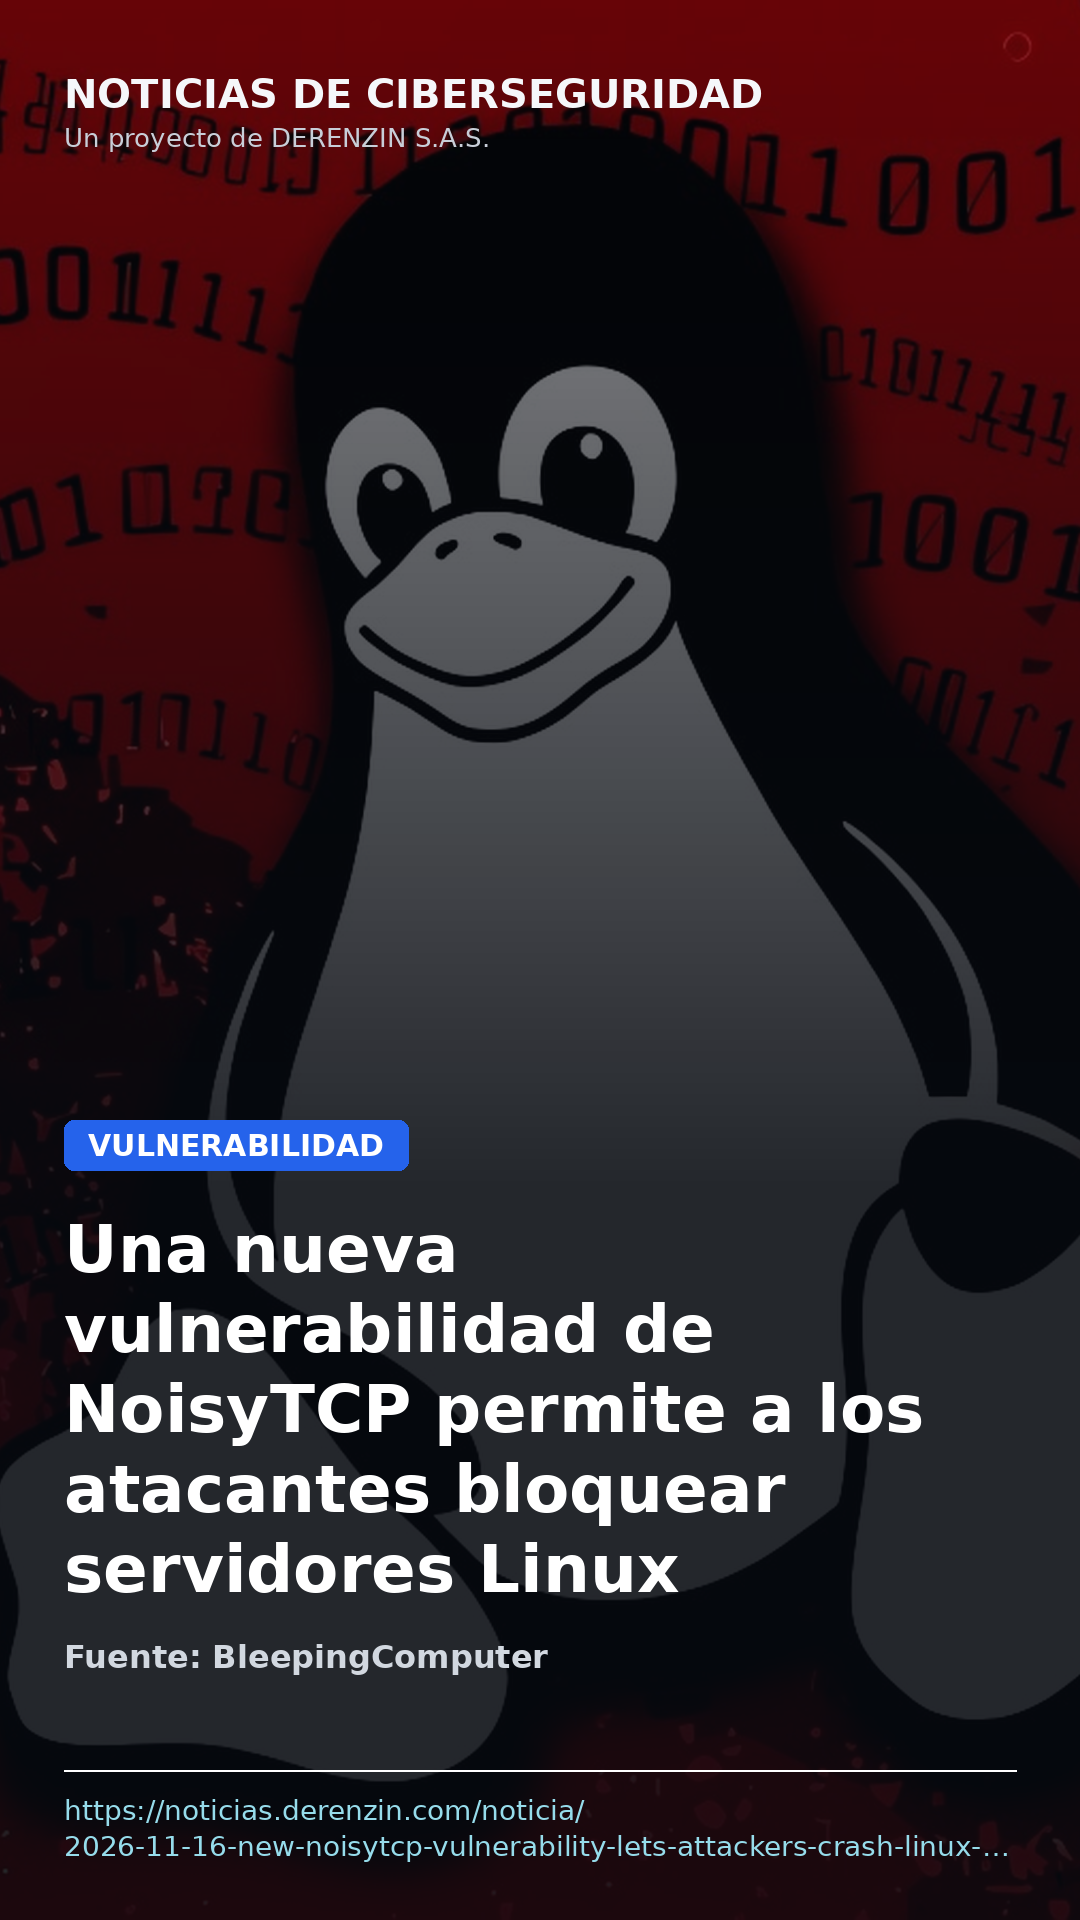 NOTICIAS DE CIBERSEGURIDAD
Un proyecto de DERENZIN S.A.S.
VULNERABILIDAD
Una nueva
vulnerabilidad de
NoisyTCP permite a los
atacantes bloquear
servidores Linux
Fuente: BleepingComputer
https://noticias.derenzin.com/noticia/
2026-11-16-new-noisytcp-vulnerability-lets-attackers-crash-linux-…